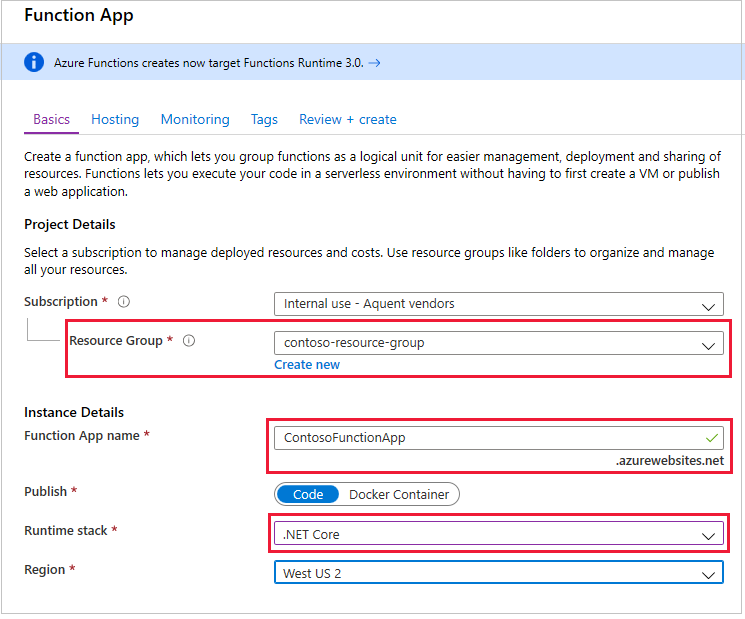 Function App
Azure Functions creates now target Functions Runtime 3.0. →
Basics Hosting Monitoring Tags Review + create
Create a function app, which lets you group functions as a logical unit for easier management, deployment and sharing of
resources. Functions lets you execute your code in a serverless environment without having to first create a VM or publish
a web application.
Project Details
Select a subscription to manage deployed resources and costs. Use resource groups like folders to organize and manage
all your resources.
Subscription * Internal use - Aquent vendors
Resource Group * contoso-resource-group
Create new
Instance Details
Function App name * ContosoFunctionApp
.azurewebsites.net
Publish * Code Docker Container
Runtime stack * .NET Core
Region * West US 2